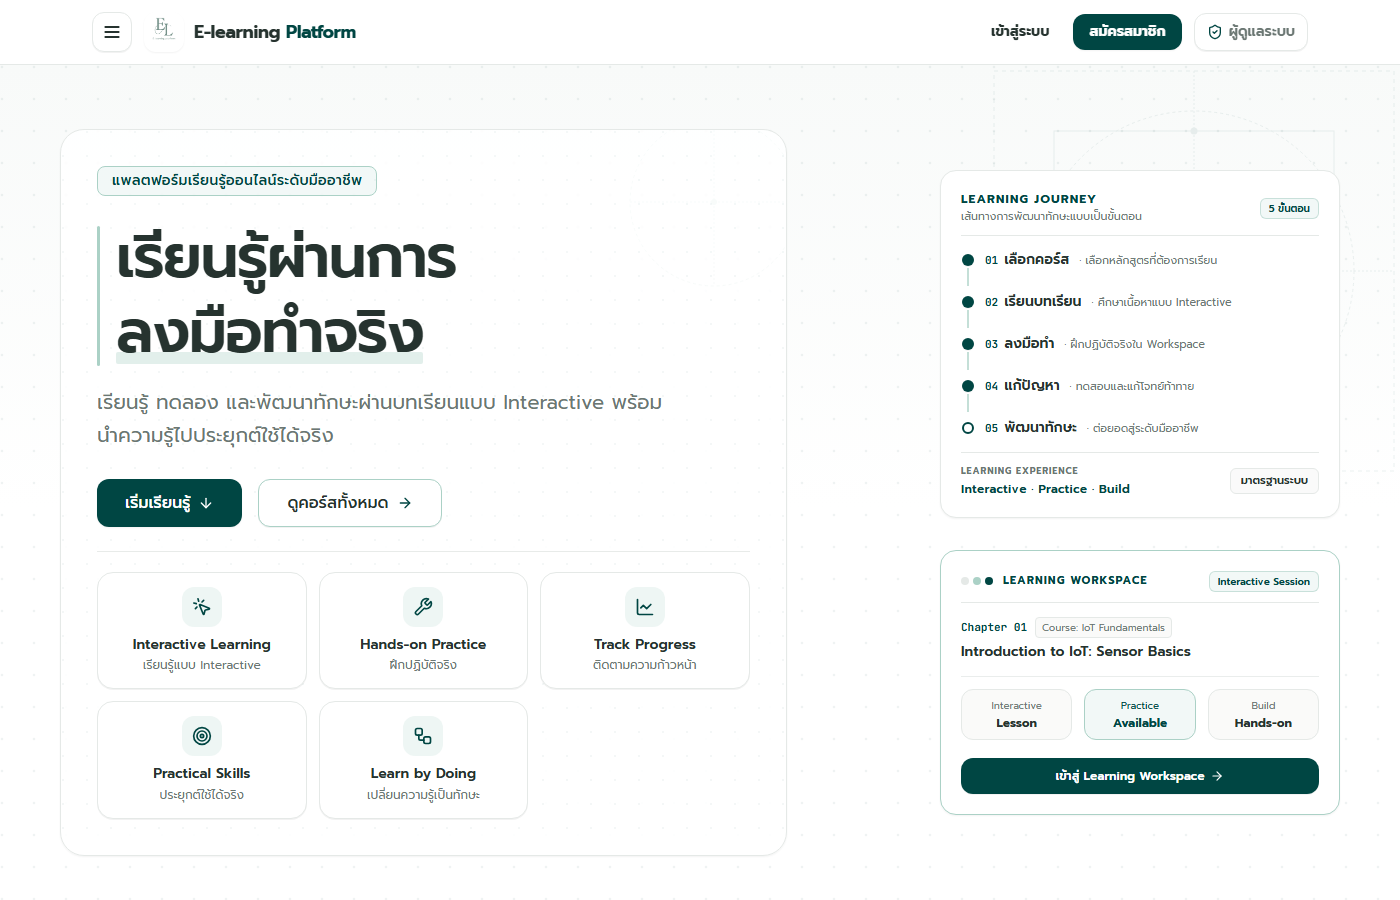 EL
E-learning Platform
เข้าสู่ระบบ
สมัครสมาชิก
ผู้ดูแลระบบ
แพลตฟอร์มเรียนรู้ออนไลน์ระดับมืออาชีพ
เรียนรู้ผ่านการ
ลงมือทำจริง
เรียนรู้ ทดลอง และพัฒนาทักษะผ่านบทเรียนแบบ Interactive พร้อม
นำความรู้ไปประยุกต์ใช้ได้จริง
เริ่มเรียนรู้ ↓
ดูคอร์สทั้งหมด →
Interactive Learning
เรียนรู้แบบ Interactive
Hands-on Practice
ฝึกปฏิบัติจริง
Track Progress
ติดตามความก้าวหน้า
Practical Skills
ประยุกต์ใช้ได้จริง
Learn by Doing
เปลี่ยนความรู้เป็นทักษะ
LEARNING JOURNEY
เส้นทางการพัฒนาทักษะแบบเป็นขั้นตอน
5 ขั้นตอน
01 เลือกคอร์ส · เลือกหลักสูตรที่ต้องการเรียน
02 เรียนบทเรียน · ศึกษาเนื้อหาแบบ Interactive
03 ลงมือทำ · ฝึกปฏิบัติจริงใน Workspace
04 แก้ปัญหา · ทดสอบและแก้โจทย์ท้าทาย
05 พัฒนาทักษะ · ต่อยอดสู่ระดับมืออาชีพ
LEARNING EXPERIENCE
Interactive · Practice · Build
มาตรฐานระบบ
LEARNING WORKSPACE
Interactive Session
Chapter 01 Course: IoT Fundamentals
Introduction to IoT: Sensor Basics
Interactive
Lesson
Practice
Available
Build
Hands-on
เข้าสู่ Learning Workspace →